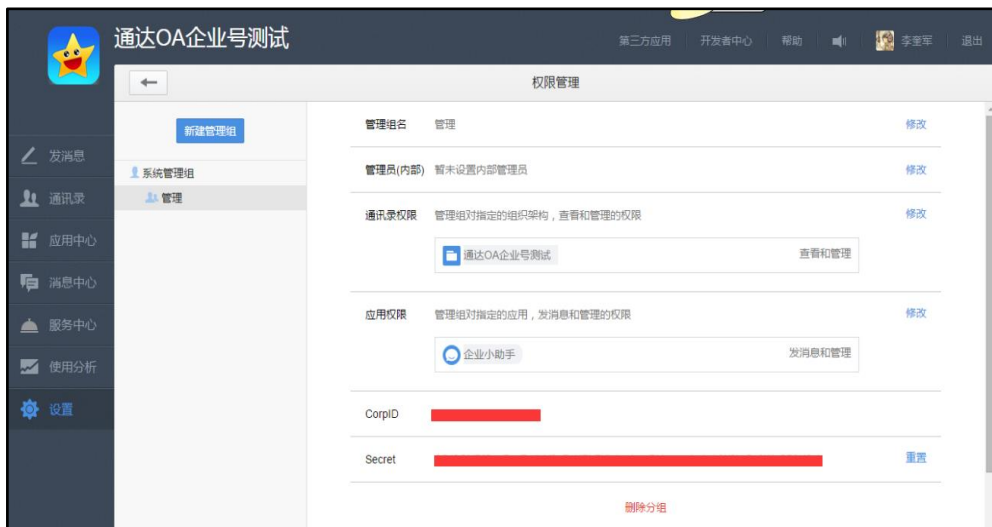 通达OA企业号测试
第三方应用 开发者中心 帮助 李奎军 退出
权限管理
新建管理组
系统管理组
管理
发消息
通讯录
应用中心
消息中心
服务中心
使用分析
设置
管理组名 管理 修改
管理员(内部) 暂未设置内部管理员 修改
通讯录权限 管理组对指定的组织架构，查看和管理的权限 修改
通达OA企业号测试 查看和管理
应用权限 管理组对指定的应用，发消息和管理的权限 修改
企业小助手 发消息和管理
CorpID
Secret 重置
删除分组